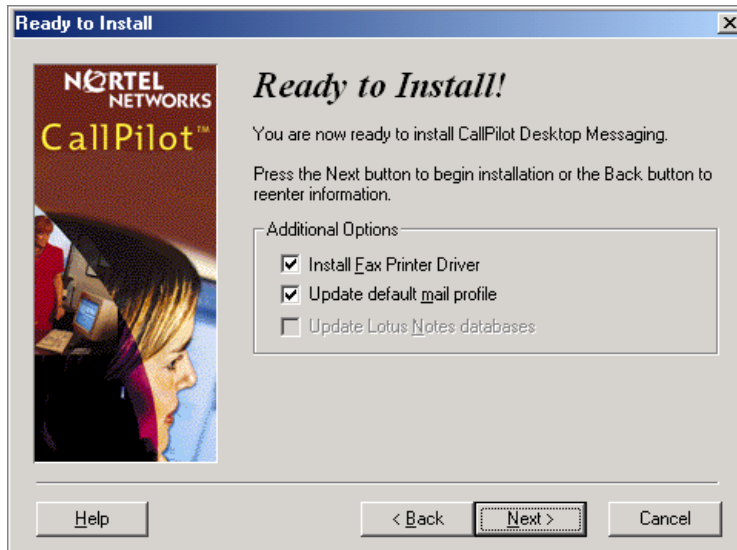 Ready to Install
NORTEL
NETWORKS
CallPilot™
Ready to Install!
You are now ready to install CallPilot Desktop Messaging.
Press the Next button to begin installation or the Back button to
reenter information.
Additional Options
Install Fax Printer Driver
Update default mail profile
Update Lotus Notes databases
Help
< Back
Next >
Cancel